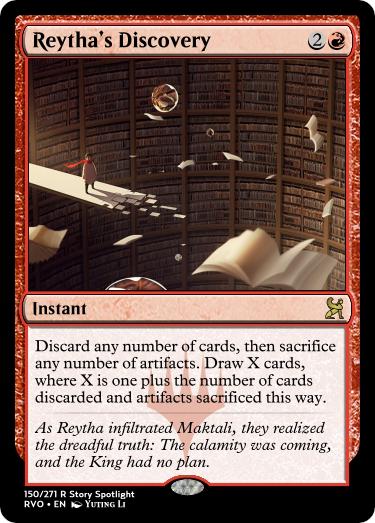 Reytha's Discovery 2
Instant
Discard any number of cards, then sacrifice
any number of artifacts. Draw X cards,
where X is one plus the number of cards
discarded and artifacts sacrificed this way.
As Reytha infiltrated Maktali, they realized
the dreadful truth: The calamity was coming,
and the King had no plan.
150/271 R Story Spotlight
RVO • EN Yuting Li